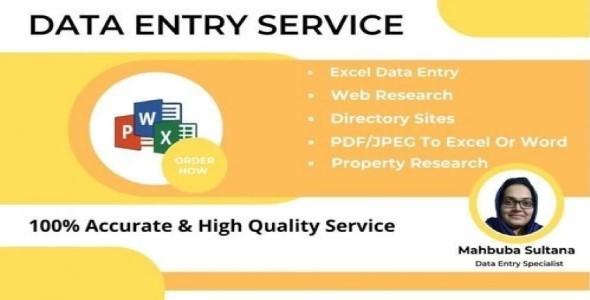 DATA ENTRY SERVICE
• Excel Data Entry
• Web Research
• Directory Sites
• PDF/JPEG To Excel Or Word
• Property Research
P
W
X
ORDER
NOW
100% Accurate & High Quality Service
Mahbuba Sultana
Data Entry Specialist